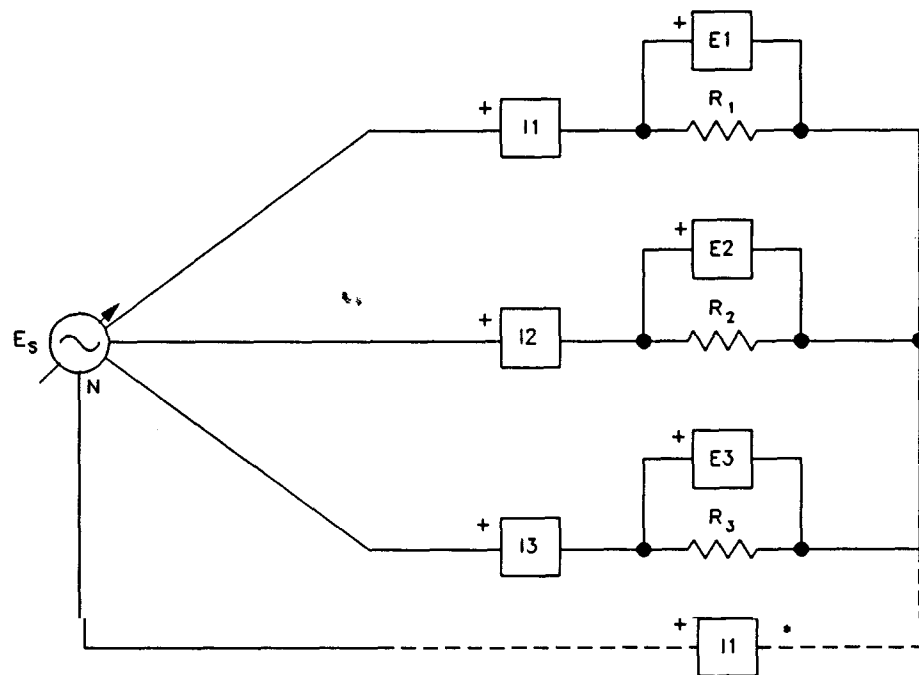 + E1
R1
+ I1
+ E2
R2
+ I2
ES
N
+ E3
R3
+ I3
+ I1 *